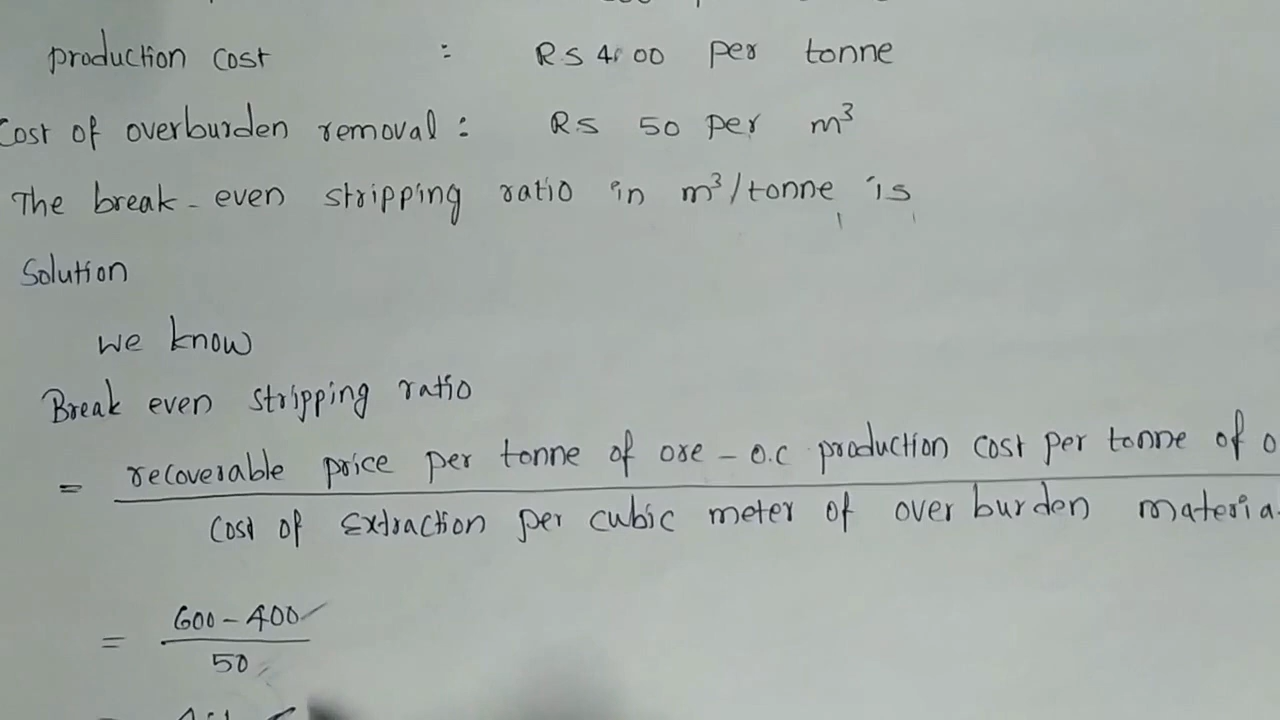 production cost : RS 400 per tonne
Cost of overburden removal : RS 50 per m³
The break-even stripping ratio in m³/tonne is
Solution
we know
Break even stripping ratio
= recoverable price per tonne of ore - o.c production cost per tonne of o
cost of Extraction per cubic meter of over burden materia
= 600-400
50
=